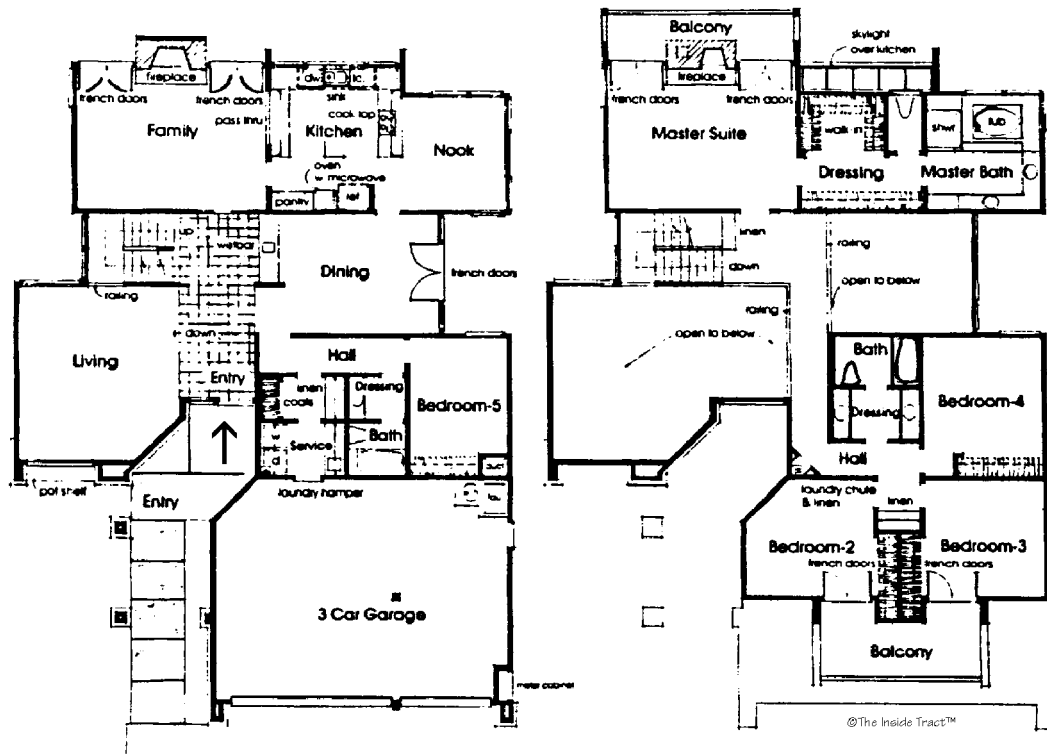 fireplace
french doors
french doors
Family
pass thru
dw
sink
cook top
Kitchen
Nook
oven
w microwave
pantry
ref
up
wetbar
Dining
french doors
railing
down
Living
Entry
Hall
linen
coats
Dressing
Bedroom-5
Service
w
d
Bath
pot shelf
Entry
laundry hamper
3 Car Garage
meter cabinet
Balcony
fireplace
french doors
french doors
skylight
over kitchen
Master Suite
walk-in
shwr
tub
Dressing
Master Bath
linen
down
railing
open to below
railing
open to below
Bath
Dressing
Bedroom-4
Hall
laundry chute
& linen
linen
Bedroom-2
french doors
Bedroom-3
french doors
Balcony
©The Inside Tract™